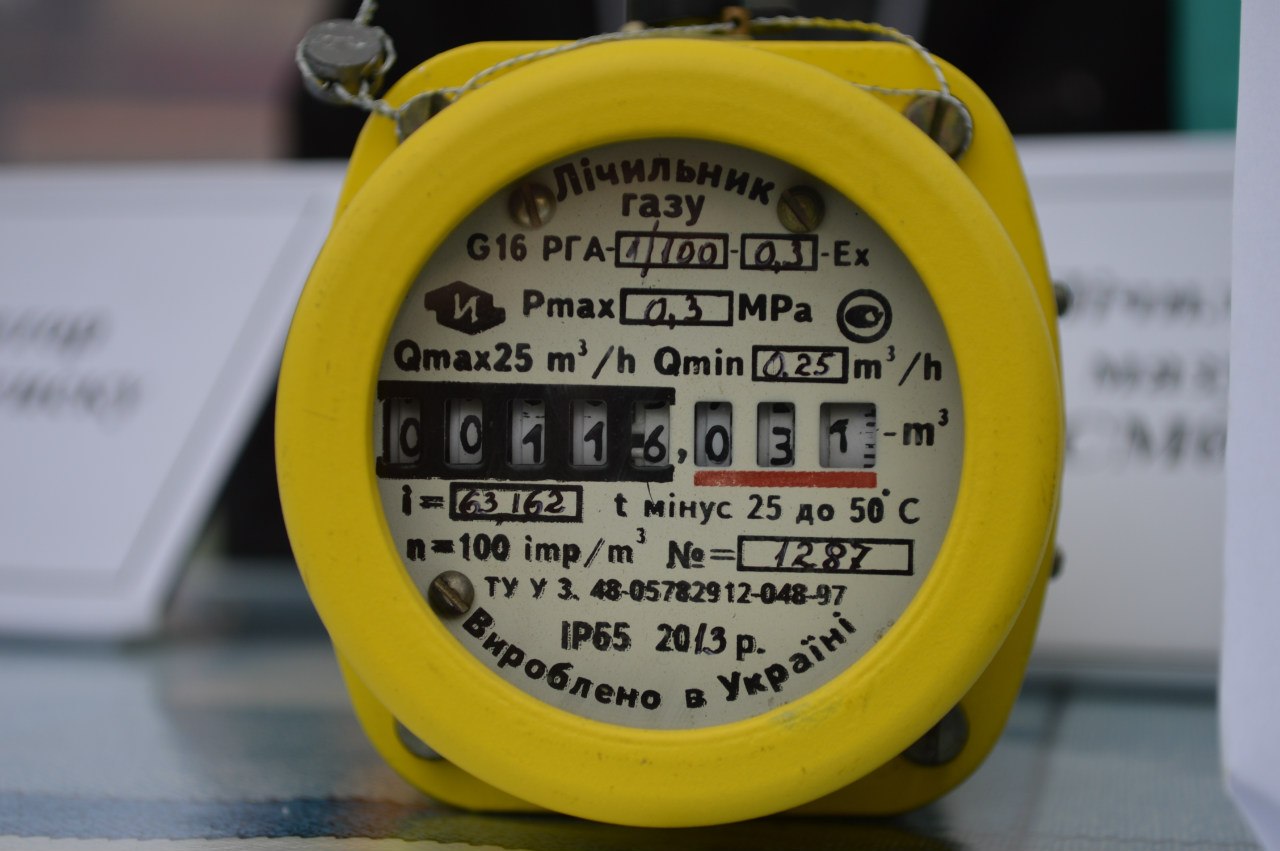 Лічильник
газу
G16 РГА-1/100-0,3-Ex
И Pmax 0,3 MPa
Qmax25 m³/h Qmin 0,25 m³/h
00116,031 -m³
i=63,162 t мінус 25 до 50°C
n=100 imp/m³ №=1287
ТУ У 3. 48-05782912-048-97
IP65 2013 р.
Вироблено в Україні